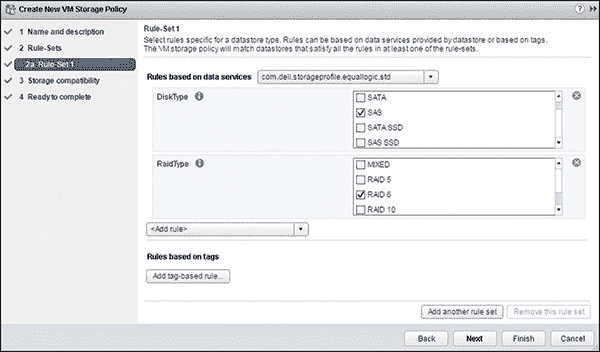 Create New VM Storage Policy
1 Name and description
2 Rule-Sets
2a Rule-Set 1
3 Storage compatibility
4 Ready to complete
Rule-Set 1
Select rules specific for a datastore type. Rules can be based on data services provided by datastore or based on tags.
The VM storage policy will match datastores that satisfy all the rules in at least one of the rule-sets.
Rules based on data services com.dell.storageprofile.equallogic.std
DiskType
SATA
SAS
SATA SSD
SAS SSD
RaidType
MIXED
RAID 5
RAID 6
RAID 10
<Add rule>
Rules based on tags
Add tag-based rule...
Add another rule set Remove this rule set
Back Next Finish Cancel